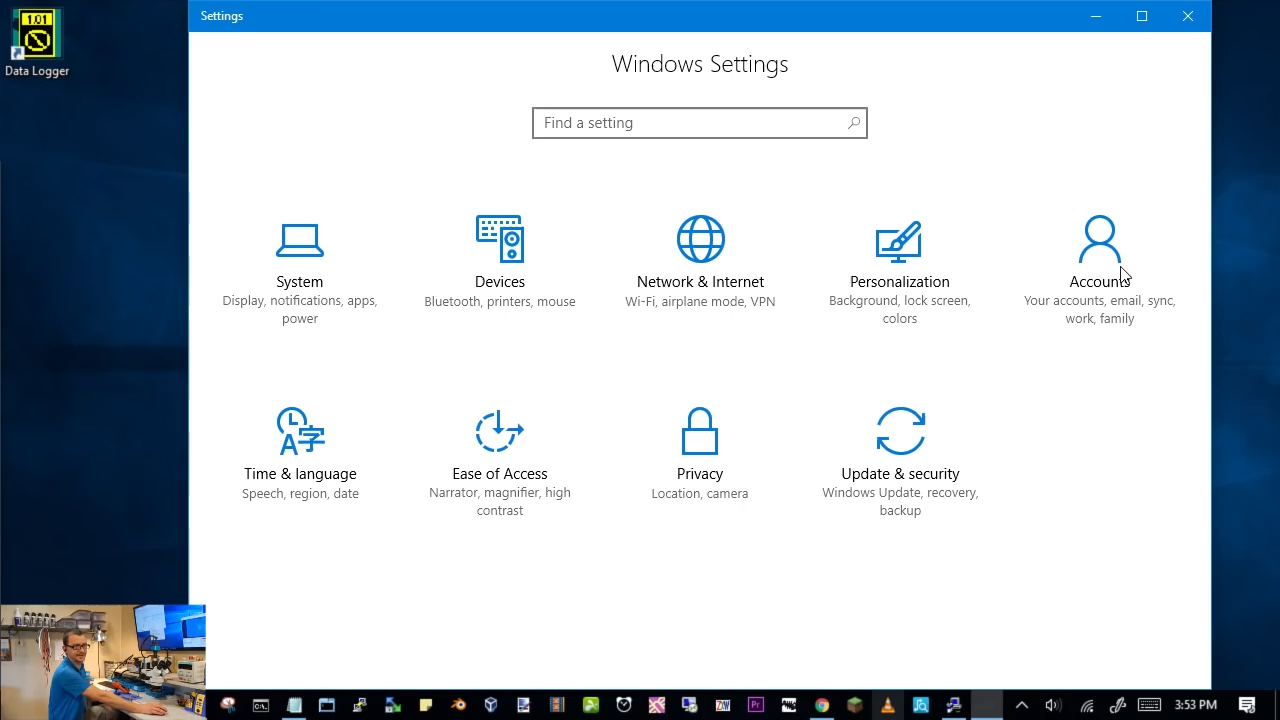 1.01
Data Logger
Settings
Windows Settings
Find a setting
System
Display, notifications, apps,
power
Devices
Bluetooth, printers, mouse
Network & Internet
Wi-Fi, airplane mode, VPN
Personalization
Background, lock screen,
colors
Accounts
Your accounts, email, sync,
work, family
Time & language
Speech, region, date
Ease of Access
Narrator, magnifier, high
contrast
Privacy
Location, camera
Update & security
Windows Update, recovery,
backup
3:53 PM